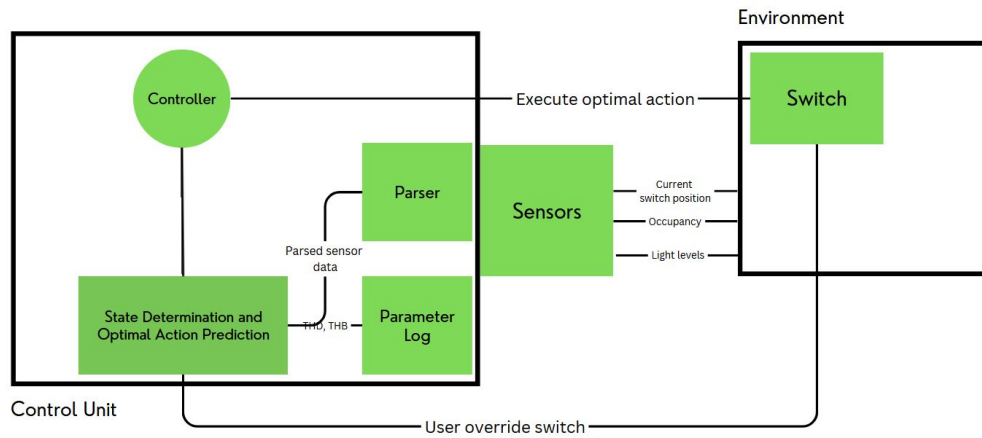 Environment
Controller
Execute optimal action
Switch
Parser
Sensors
Current
switch position
Occupancy
Light levels
Parsed sensor
data
State Determination and
Optimal Action Prediction
THD, THB
Parameter
Log
Control Unit
User override switch